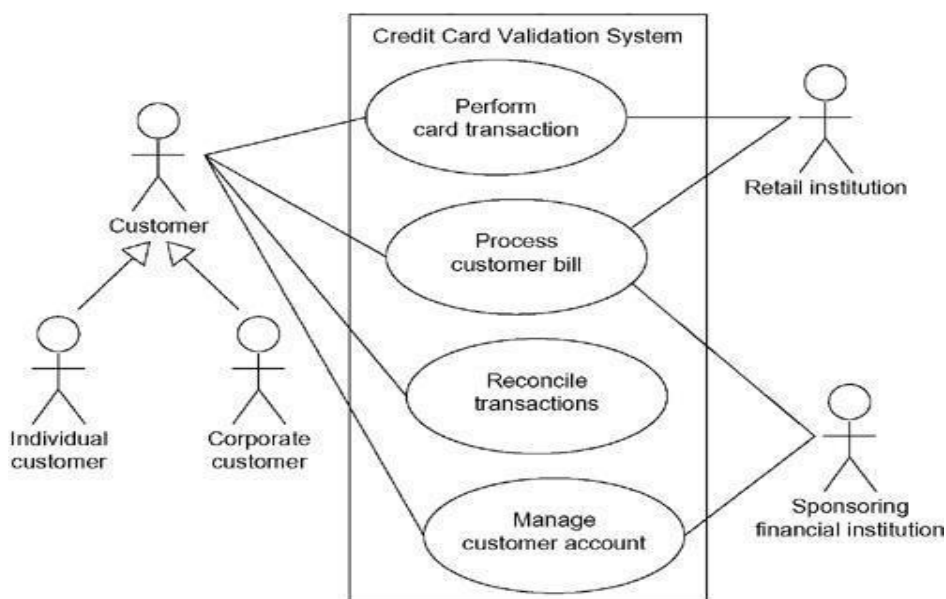 Credit Card Validation System
Perform
card transaction
Retail institution
Customer
Process
customer bill
Individual
customer
Corporate
customer
Reconcile
transactions
Manage
customer account
Sponsoring
financial institution